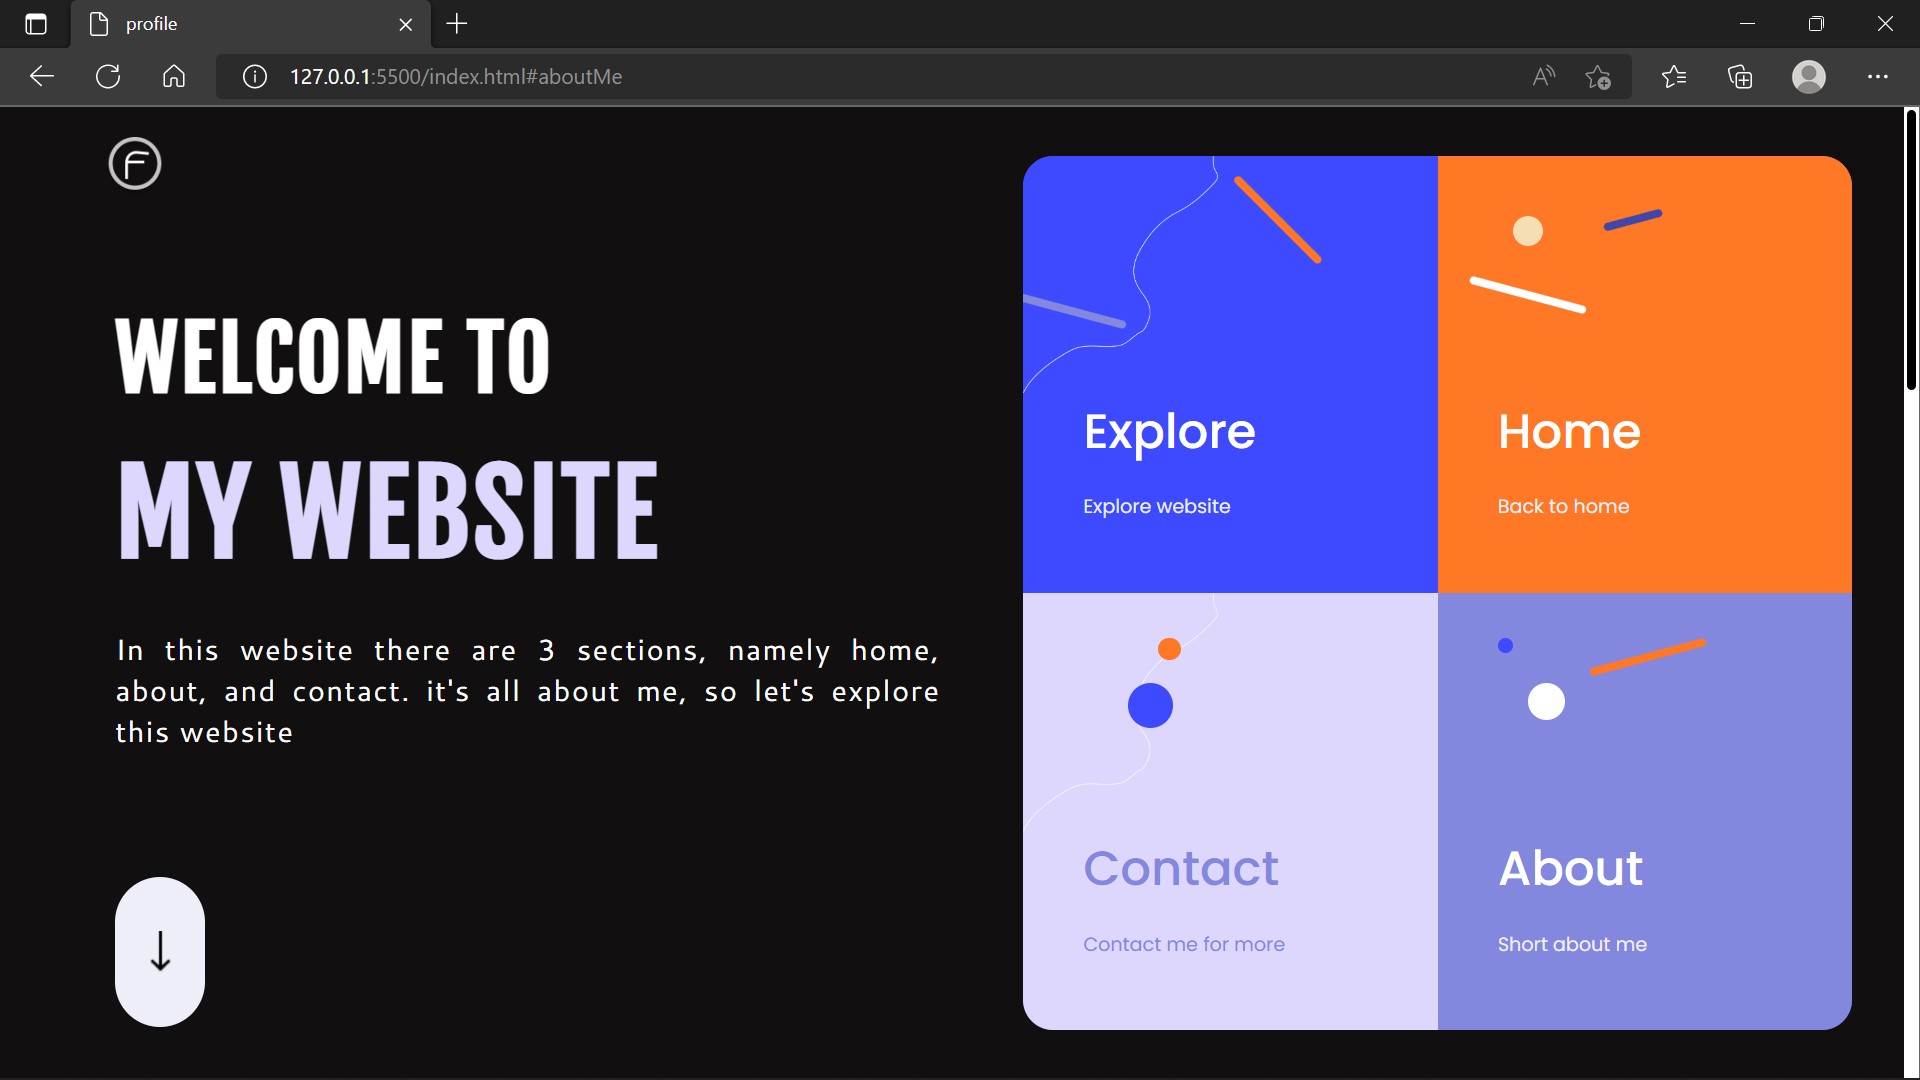 profile
127.0.0.1:5500/index.html#aboutMe
F
WELCOME TO
MY WEBSITE
In this website there are 3 sections, namely home,
about, and contact. it's all about me, so let's explore
this website
Explore
Explore website
Home
Back to home
Contact
Contact me for more
About
Short about me